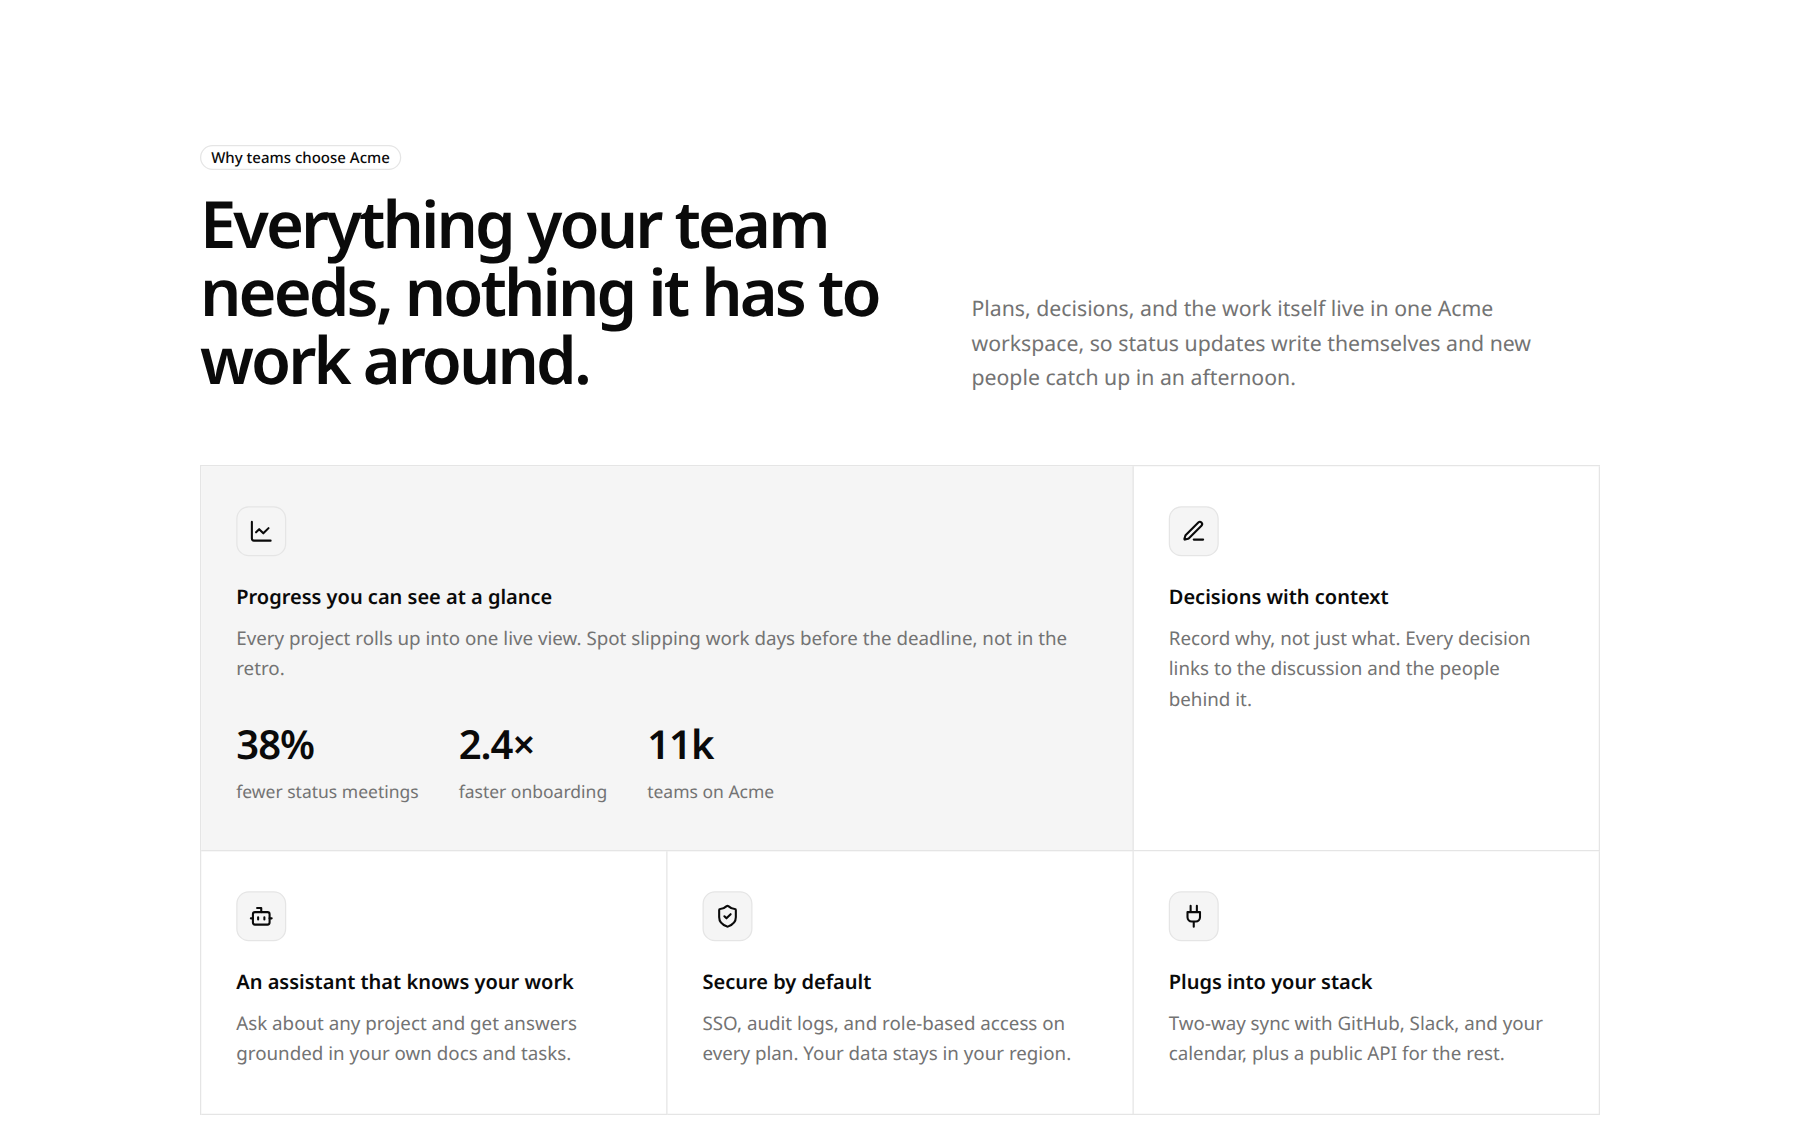 Why teams choose Acme
Everything your team
needs, nothing it has to
work around.
Plans, decisions, and the work itself live in one Acme
workspace, so status updates write themselves and new
people catch up in an afternoon.
Progress you can see at a glance
Every project rolls up into one live view. Spot slipping work days before the deadline, not in the
retro.
38%
fewer status meetings
2.4×
faster onboarding
11k
teams on Acme
Decisions with context
Record why, not just what. Every decision
links to the discussion and the people
behind it.
An assistant that knows your work
Ask about any project and get answers
grounded in your own docs and tasks.
Secure by default
SSO, audit logs, and role-based access on
every plan. Your data stays in your region.
Plugs into your stack
Two-way sync with GitHub, Slack, and your
calendar, plus a public API for the rest.